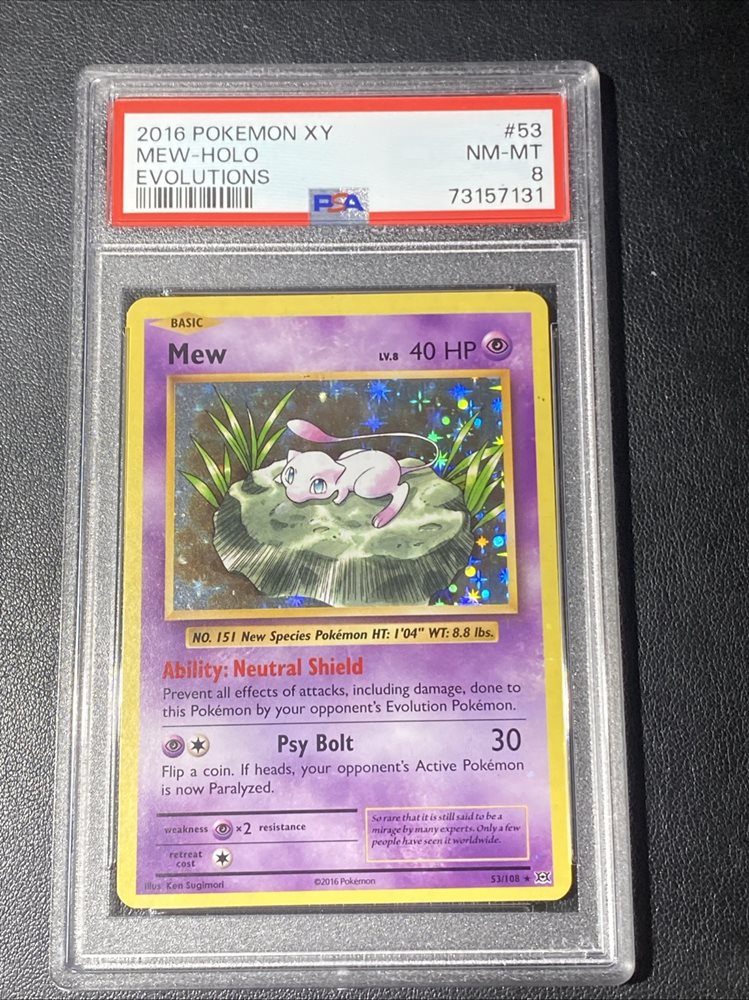 2016 POKEMON XY #53
MEW-HOLO NM-MT
EVOLUTIONS 8
PSA 73157131
BASIC
Mew LV.8 40 HP
NO. 151 New Species Pokémon HT: 1'04" WT: 8.8 lbs.
Ability: Neutral Shield
Prevent all effects of attacks, including damage, done to
this Pokémon by your opponent's Evolution Pokémon.
Psy Bolt 30
Flip a coin. If heads, your opponent's Active Pokémon
is now Paralyzed.
weakness ×2 resistance
retreat
cost
So rare that it is still said to be a
mirage by many experts. Only a few
people have seen it worldwide.
Illus. Ken Sugimori ©2016 Pokémon 53/108 ★